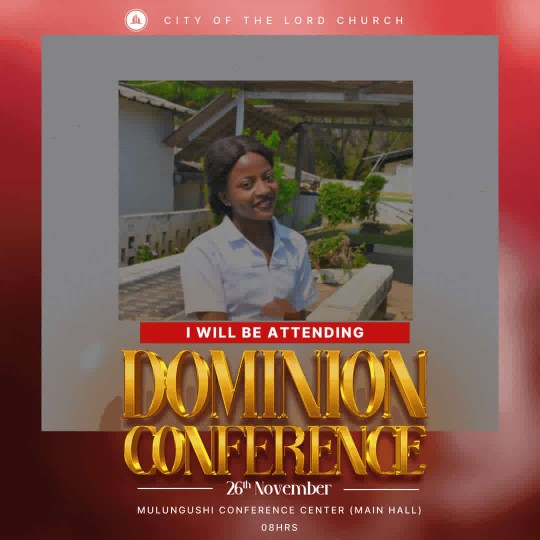 CITY OF THE LORD CHURCH
I WILL BE ATTENDING
DOMINION
CONFERENCE
26th November
MULUNGUSHI CONFERENCE CENTER (MAIN HALL)
08HRS